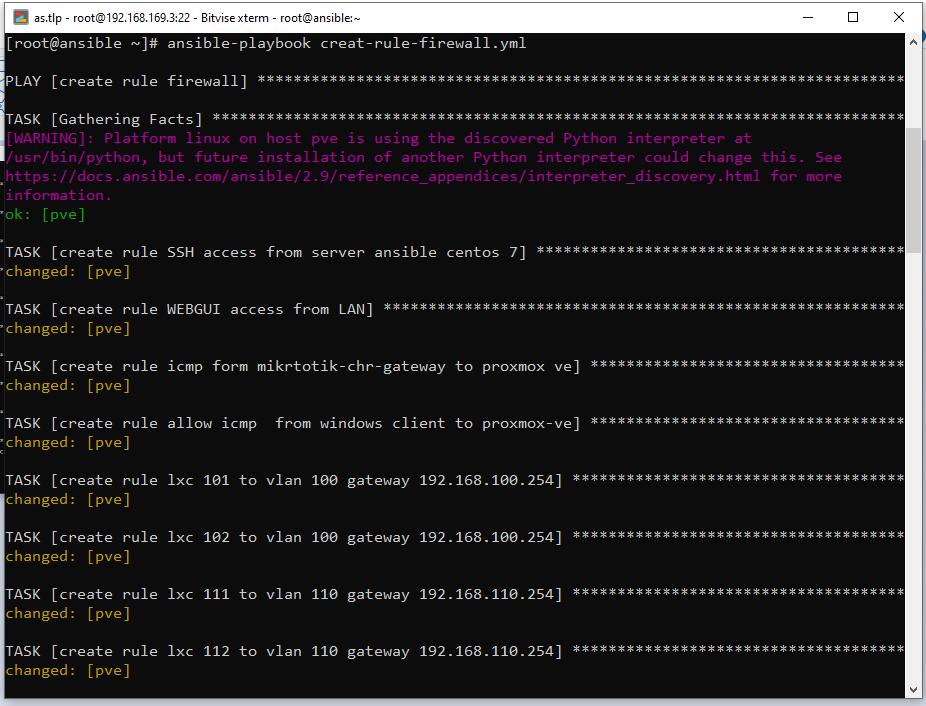 as.tlp - root@192.168.169.3:22 - Bitvise xterm - root@ansible:~
[root@ansible ~]# ansible-playbook creat-rule-firewall.yml
PLAY [create rule firewall] ************************************************************************
TASK [Gathering Facts] *****************************************************************************
[WARNING]: Platform linux on host pve is using the discovered Python interpreter at
/usr/bin/python, but future installation of another Python interpreter could change this. See
https://docs.ansible.com/ansible/2.9/reference_appendices/interpreter_discovery.html for more
information.
ok: [pve]
TASK [create rule SSH access from server ansible centos 7] *****************************************
changed: [pve]
TASK [create rule WEBGUI access from LAN] **********************************************************
changed: [pve]
TASK [create rule icmp form mikrtotik-chr-gateway to proxmox ve] ***********************************
changed: [pve]
TASK [create rule allow icmp  from windows client to proxmox-ve] ***********************************
changed: [pve]
TASK [create rule lxc 101 to vlan 100 gateway 192.168.100.254] *************************************
changed: [pve]
TASK [create rule lxc 102 to vlan 100 gateway 192.168.100.254] *************************************
changed: [pve]
TASK [create rule lxc 111 to vlan 110 gateway 192.168.110.254] *************************************
changed: [pve]
TASK [create rule lxc 112 to vlan 110 gateway 192.168.110.254] *************************************
changed: [pve]